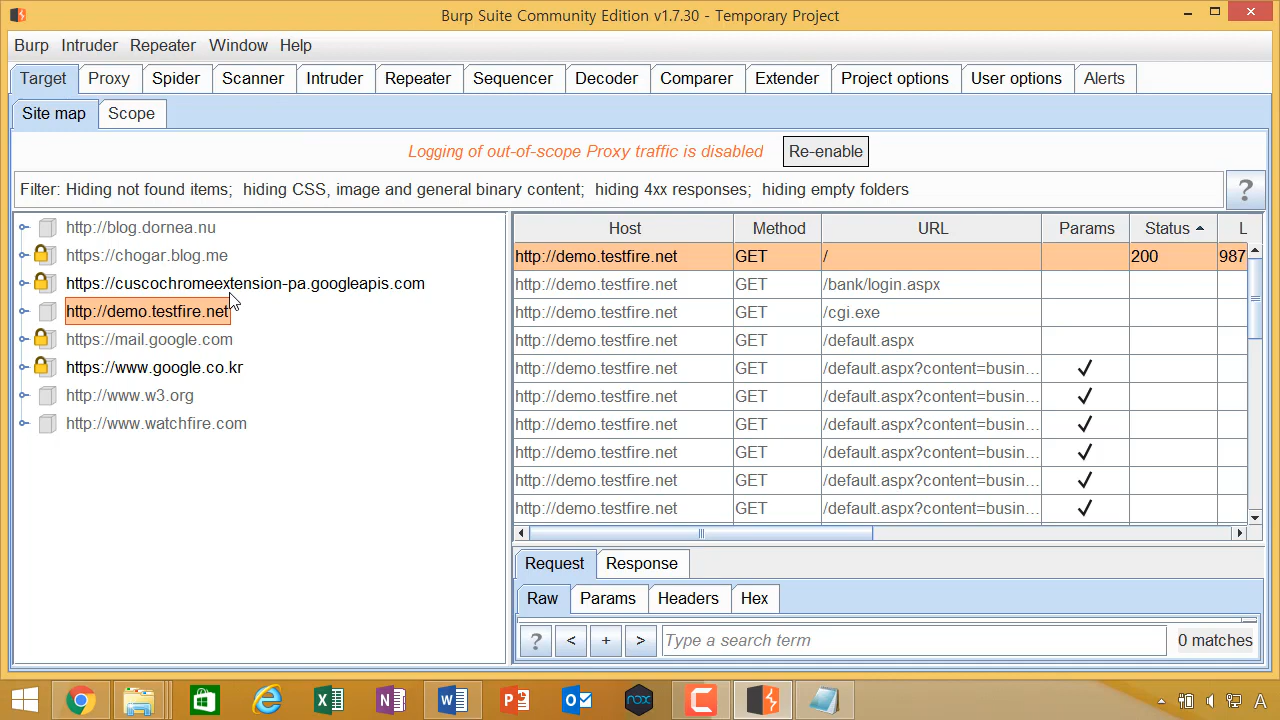 Burp Suite Community Edition v1.7.30 - Temporary Project
Burp Intruder Repeater Window Help
Target Proxy Spider Scanner Intruder Repeater Sequencer Decoder Comparer Extender Project options User options Alerts
Site map Scope
Logging of out-of-scope Proxy traffic is disabled Re-enable
Filter: Hiding not found items; hiding CSS, image and general binary content; hiding 4xx responses; hiding empty folders ?
http://blog.dornea.nu
https://chogar.blog.me
https://cuscochromeextension-pa.googleapis.com
http://demo.testfire.net
https://mail.google.com
https://www.google.co.kr
http://www.w3.org
http://www.watchfire.com
Host Method URL Params Status L
http://demo.testfire.net GET / 200 987
http://demo.testfire.net GET /bank/login.aspx
http://demo.testfire.net GET /cgi.exe
http://demo.testfire.net GET /default.aspx
http://demo.testfire.net GET /default.aspx?content=busin... ✓
http://demo.testfire.net GET /default.aspx?content=busin... ✓
http://demo.testfire.net GET /default.aspx?content=busin... ✓
http://demo.testfire.net GET /default.aspx?content=busin... ✓
http://demo.testfire.net GET /default.aspx?content=busin... ✓
http://demo.testfire.net GET /default.aspx?content=busin... ✓
Request Response
Raw Params Headers Hex
? < + > Type a search term 0 matches
nox
A